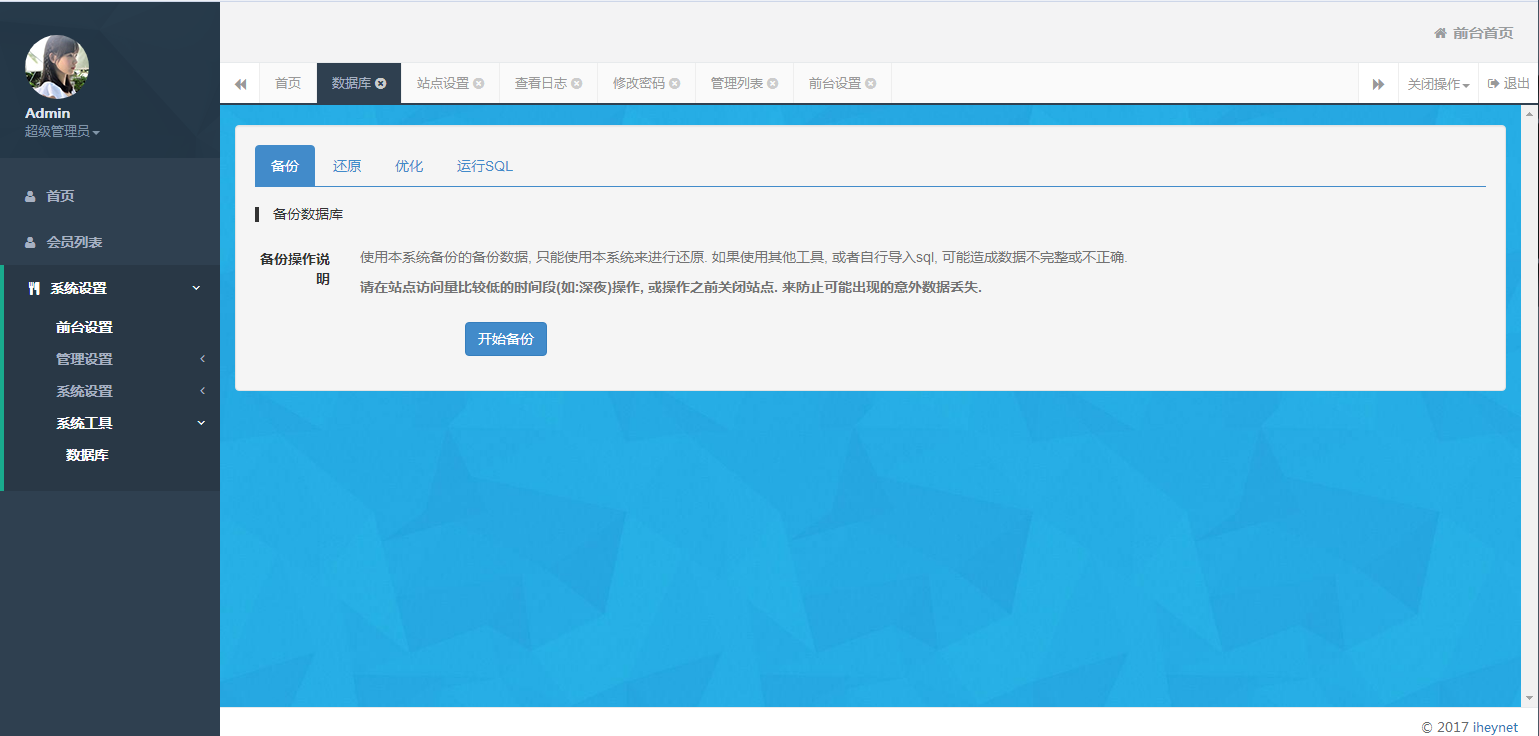 前台首页
首页
数据库
站点设置
查看日志
修改密码
管理列表
前台设置
关闭操作
退出
Admin
超级管理员
首页
会员列表
系统设置
前台设置
管理设置
系统设置
系统工具
数据库
备份
还原
优化
运行SQL
备份数据库
备份操作说
明
使用本系统备份的备份数据, 只能使用本系统来进行还原. 如果使用其他工具, 或者自行导入sql, 可能造成数据不完整或不正确.
请在站点访问量比较低的时间段(如:深夜)操作, 或操作之前关闭站点. 来防止可能出现的意外数据丢失.
开始备份
© 2017 iheynet